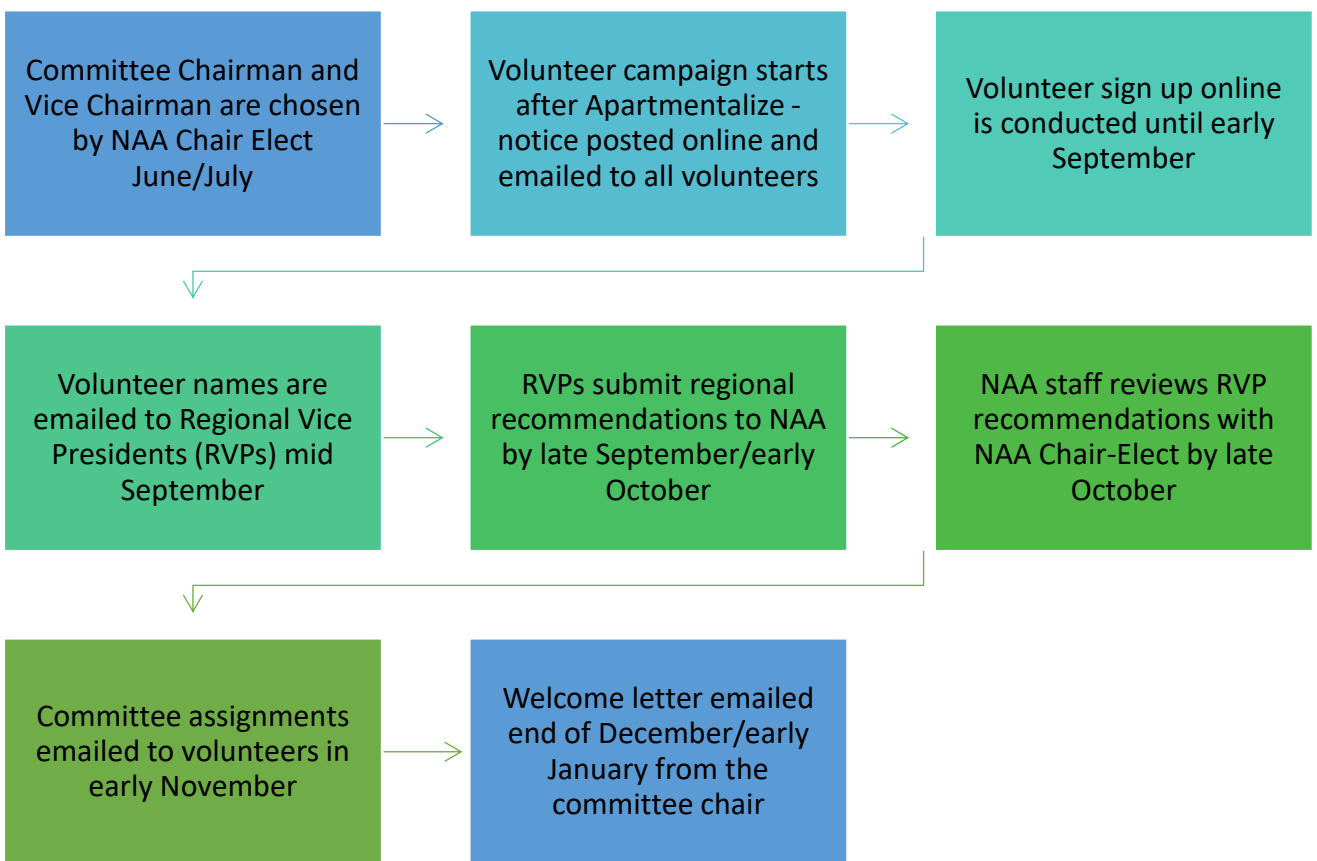 Committee Chairman and
Vice Chairman are chosen
by NAA Chair Elect
June/July
Volunteer campaign starts
after Apartmentalize -
notice posted online and
emailed to all volunteers
Volunteer sign up online
is conducted until early
September
Volunteer names are
emailed to Regional Vice
Presidents (RVPs) mid
September
RVPs submit regional
recommendations to NAA
by late September/early
October
NAA staff reviews RVP
recommendations with
NAA Chair-Elect by late
October
Committee assignments
emailed to volunteers in
early November
Welcome letter emailed
end of December/early
January from the
committee chair